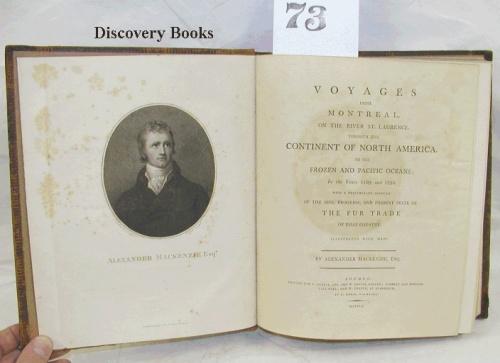 Discovery Books
73
ALEXANDER MACKENZIE Esqr.
VOYAGES
FROM
MONTREAL,
ON THE RIVER ST. LAURENCE,
THROUGH THE
CONTINENT OF NORTH AMERICA,
TO THE
FROZEN AND PACIFIC OCEANS;
In the Years 1789 and 1793.
WITH A PRELIMINARY ACCOUNT
OF THE RISE, PROGRESS, AND PRESENT STATE OF
THE FUR TRADE
OF THAT COUNTRY.
ILLUSTRATED WITH MAPS.
BY ALEXANDER MACKENZIE, ESQ.
LONDON: